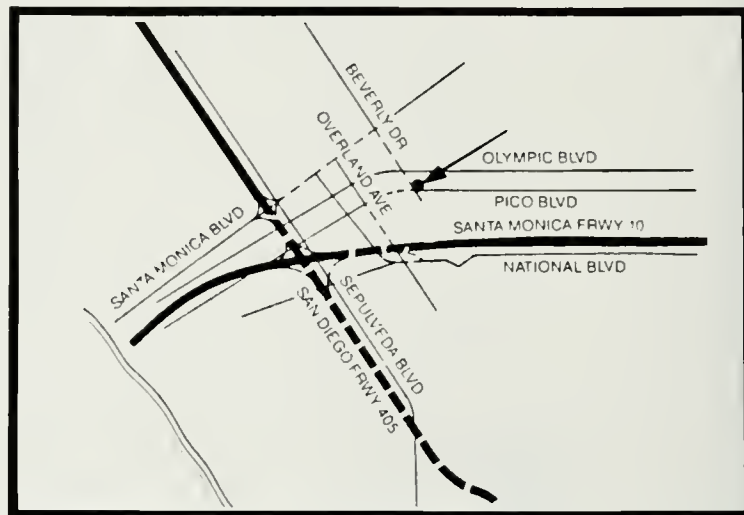 BEVERLY DR
OVERLAND AVE
OLYMPIC BLVD
PICO BLVD
SANTA MONICA FRWY 10
NATIONAL BLVD
SANTA MONICA BLVD
SEPULVEDA BLVD
SAN DIEGO FRWY 405